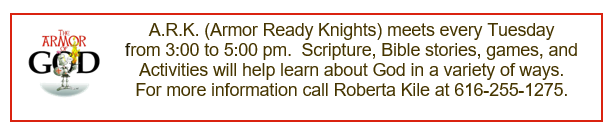 THE
ARMOR
OF
GOD
A.R.K. (Armor Ready Knights) meets every Tuesday
from 3:00 to 5:00 pm.  Scripture, Bible stories, games, and
Activities will help learn about God in a variety of ways.
For more information call Roberta Kile at 616-255-1275.